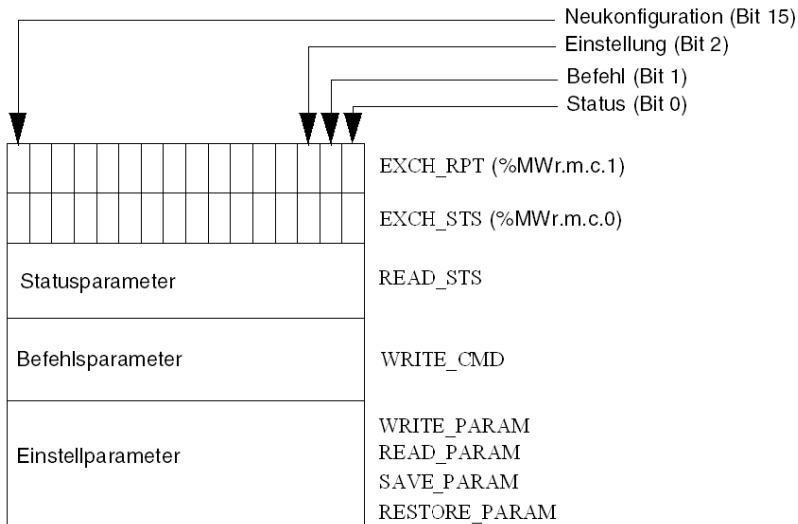 Neukonfiguration (Bit 15)
Einstellung (Bit 2)
Befehl (Bit 1)
Status (Bit 0)
EXCH_RPT (%MWr.m.c.1)
EXCH_STS (%MWr.m.c.0)
Statusparameter READ_STS
Befehlsparameter WRITE_CMD
WRITE_PARAM
Einstellparameter READ_PARAM
SAVE_PARAM
RESTORE_PARAM